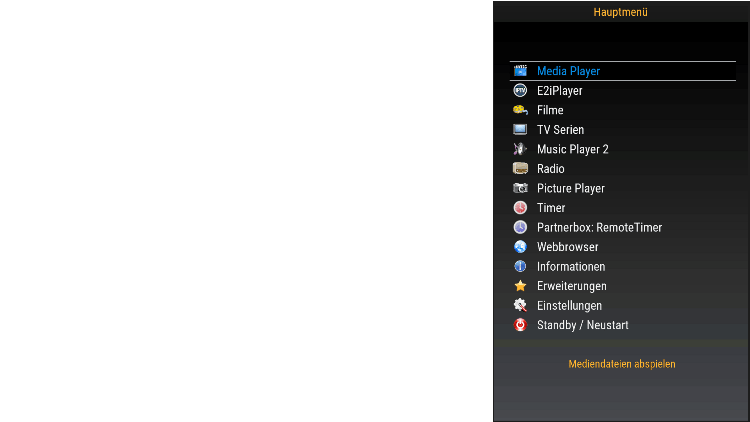 Hauptmenü
Media Player
IPTV E2iPlayer
Filme
TV Serien
Music Player 2
Radio
Picture Player
Timer
Partnerbox: RemoteTimer
Webbrowser
Informationen
Erweiterungen
Einstellungen
Standby / Neustart
Mediendateien abspielen